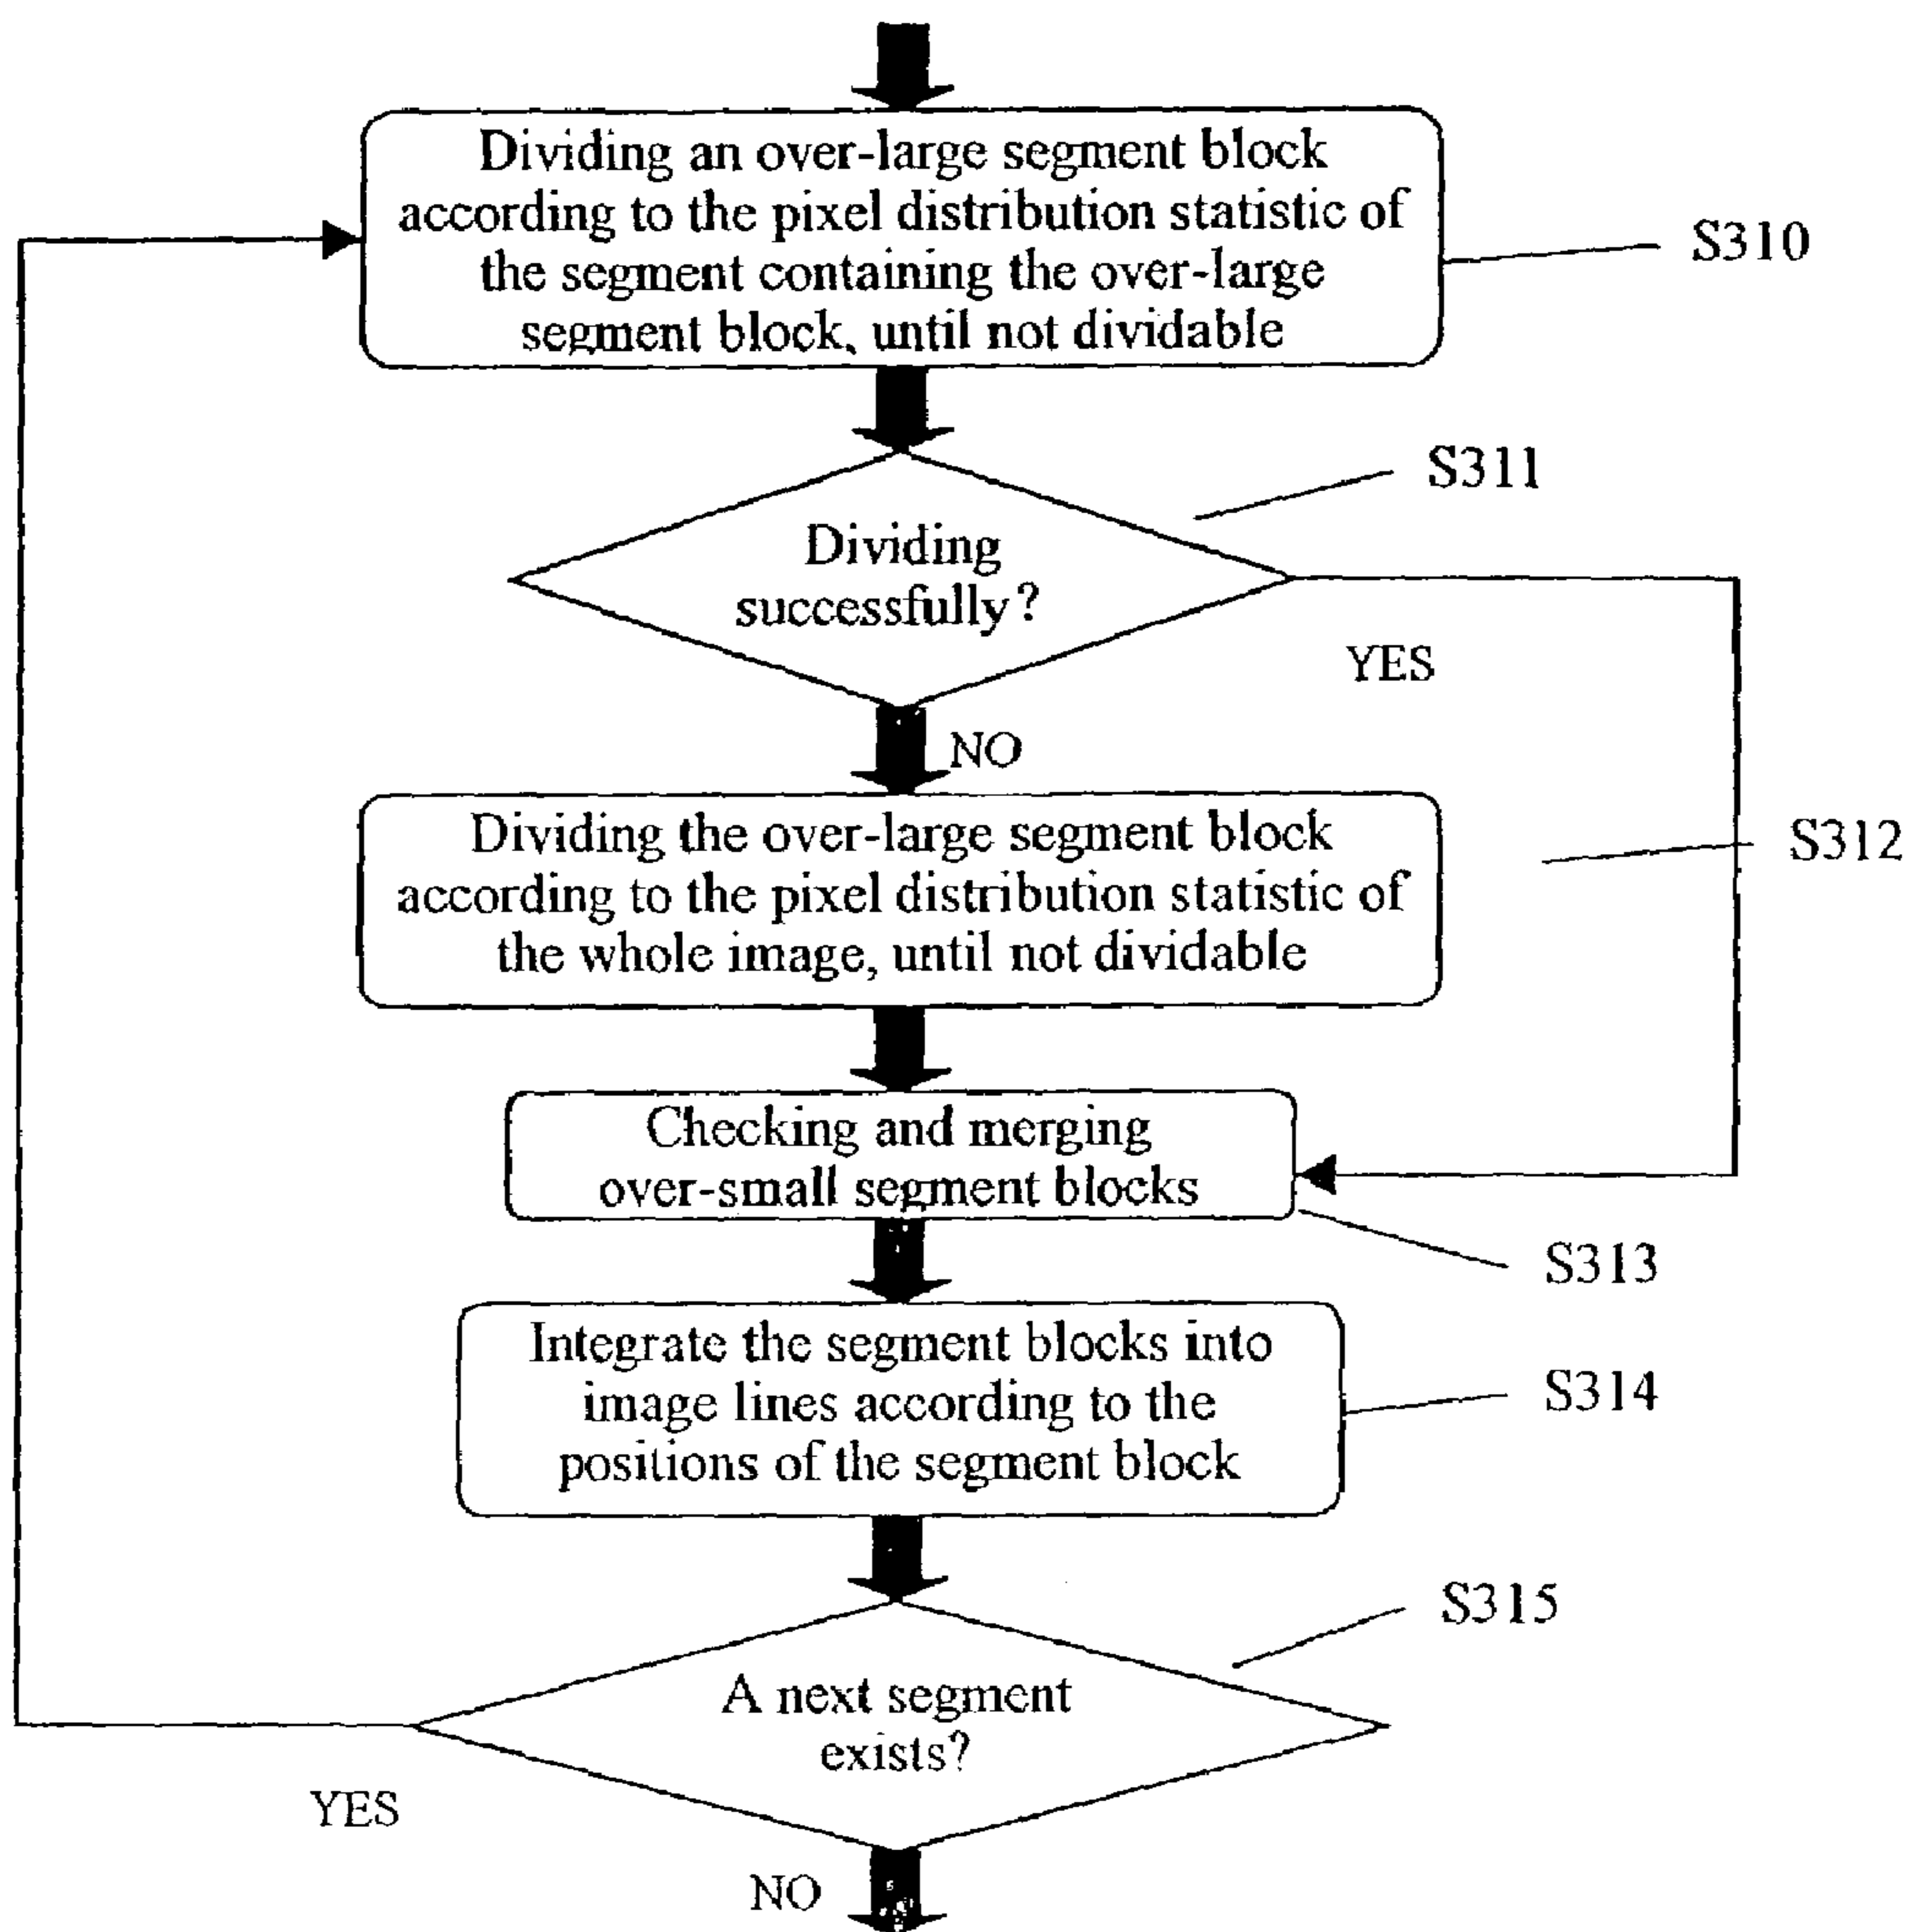 Dividing an over-large segment block
according to the pixel distribution statistic of
the segment containing the over-large
segment block, until not dividable
S310
S311
Dividing
successfully?
YES
NO
Dividing the over-large segment block
according to the pixel distribution statistic of
the whole image, until not dividable
S312
Checking and merging
over-small segment blocks
S313
Integrate the segment blocks into
image lines according to the
positions of the segment block
S314
S315
A next segment
exists?
YES
NO